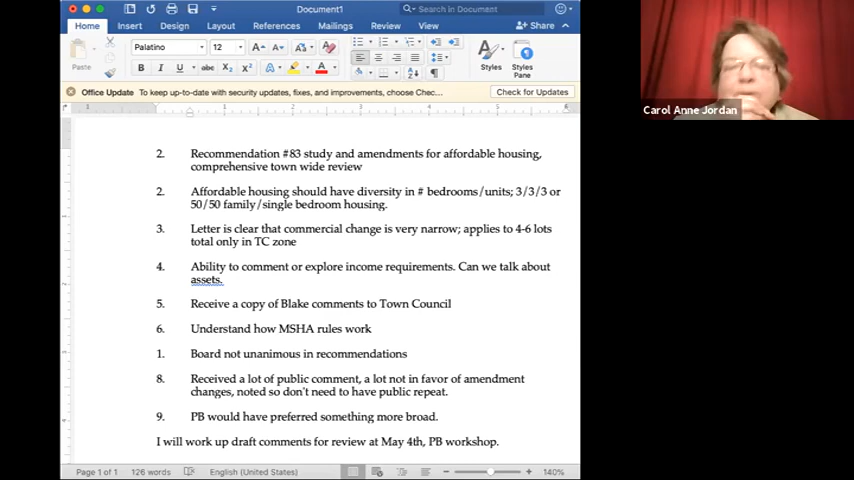 Document1
Search in Document
Home Insert Design Layout References Mailings Review View Share
Palatino 12
Paste
B I U abc X2 X2 A A
Styles Styles Pane
Office Update To keep up-to-date with security updates, fixes, and improvements, choose Chec... Check for Updates
2. Recommendation #83 study and amendments for affordable housing,
comprehensive town wide review
2. Affordable housing should have diversity in # bedrooms/units; 3/3/3 or
50/50 family/single bedroom housing.
3. Letter is clear that commercial change is very narrow; applies to 4-6 lots
total only in TC zone
4. Ability to comment or explore income requirements. Can we talk about
assets.
5. Receive a copy of Blake comments to Town Council
6. Understand how MSHA rules work
1. Board not unanimous in recommendations
8. Received a lot of public comment, a lot not in favor of amendment
changes, noted so don't need to have public repeat.
9. PB would have preferred something more broad.
I will work up draft comments for review at May 4th, PB workshop.
Page 1 of 1 126 words English (United States) 140%
Carol Anne Jordan